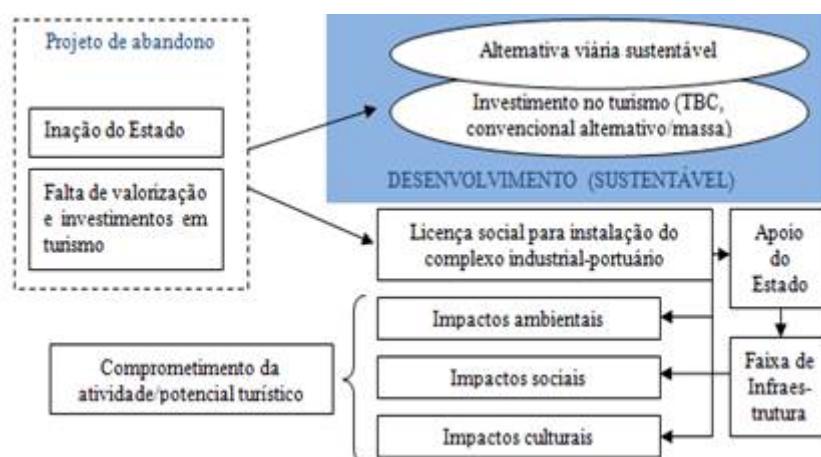 Projeto de abandono
Inação do Estado
Falta de valorização
e investimentos em
turismo
Alternativa viária sustentável
Investimento no turismo (TBC,
convencional alternativo/massa)
DESENVOLVIMENTO (SUSTENTÁVEL)
Licença social para instalação do
complexo industrial-portuário
Apoio
do
Estado
Impactos ambientais
Comprometimento da
atividade/potencial turístico
Impactos sociais
Faixa de
Infraes-
trutura
Impactos culturais